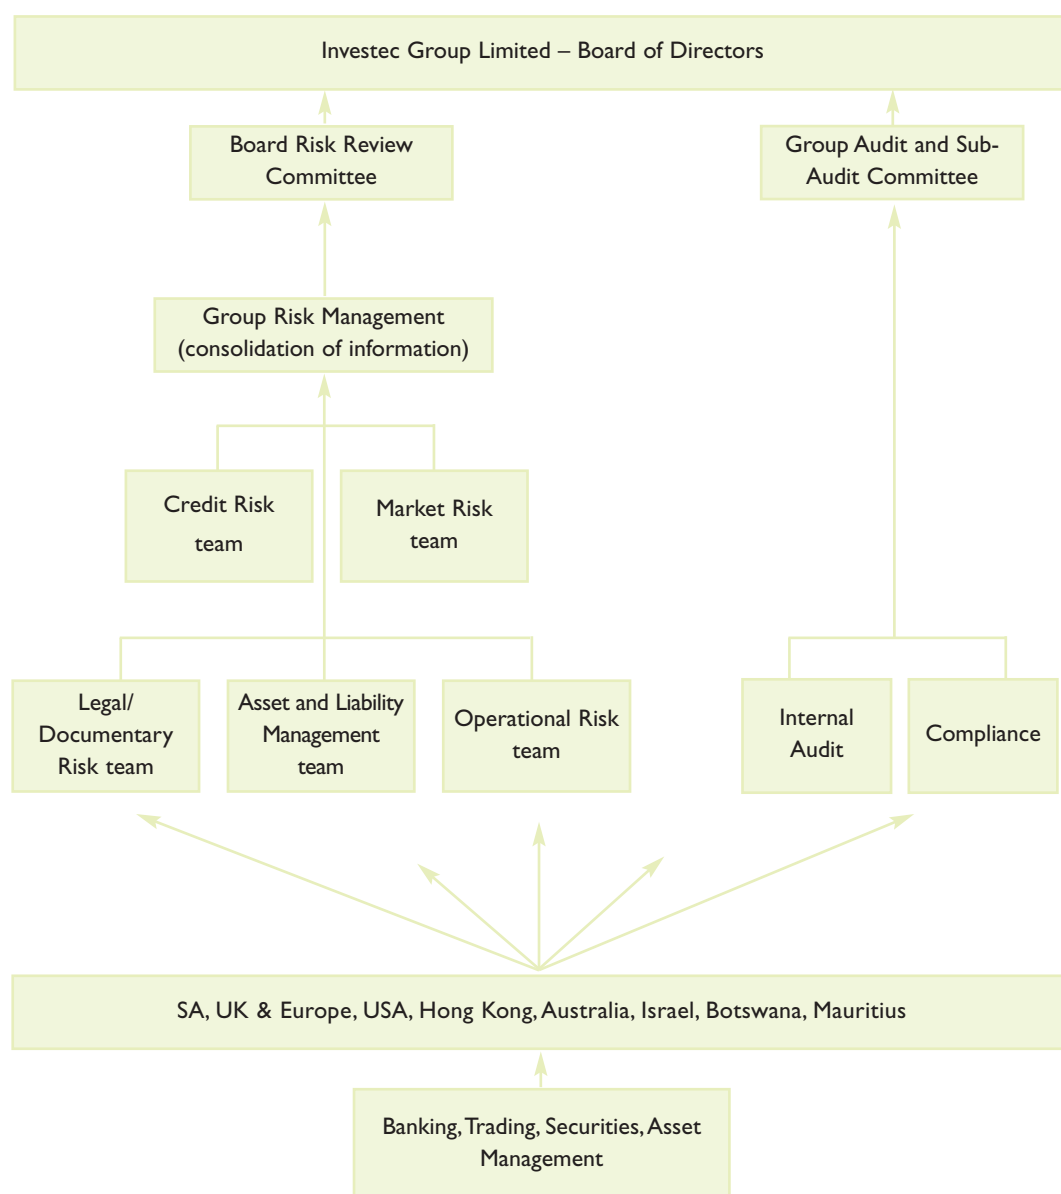 Investec Group Limited – Board of Directors
Board Risk Review
Committee
Group Audit and Sub-
Audit Committee
Group Risk Management
(consolidation of information)
Credit Risk
team
Market Risk
team
Legal/
Documentary
Risk team
Asset and Liability
Management
team
Operational Risk
team
Internal
Audit
Compliance
SA, UK & Europe, USA, Hong Kong, Australia, Israel, Botswana, Mauritius
Banking, Trading, Securities, Asset
Management